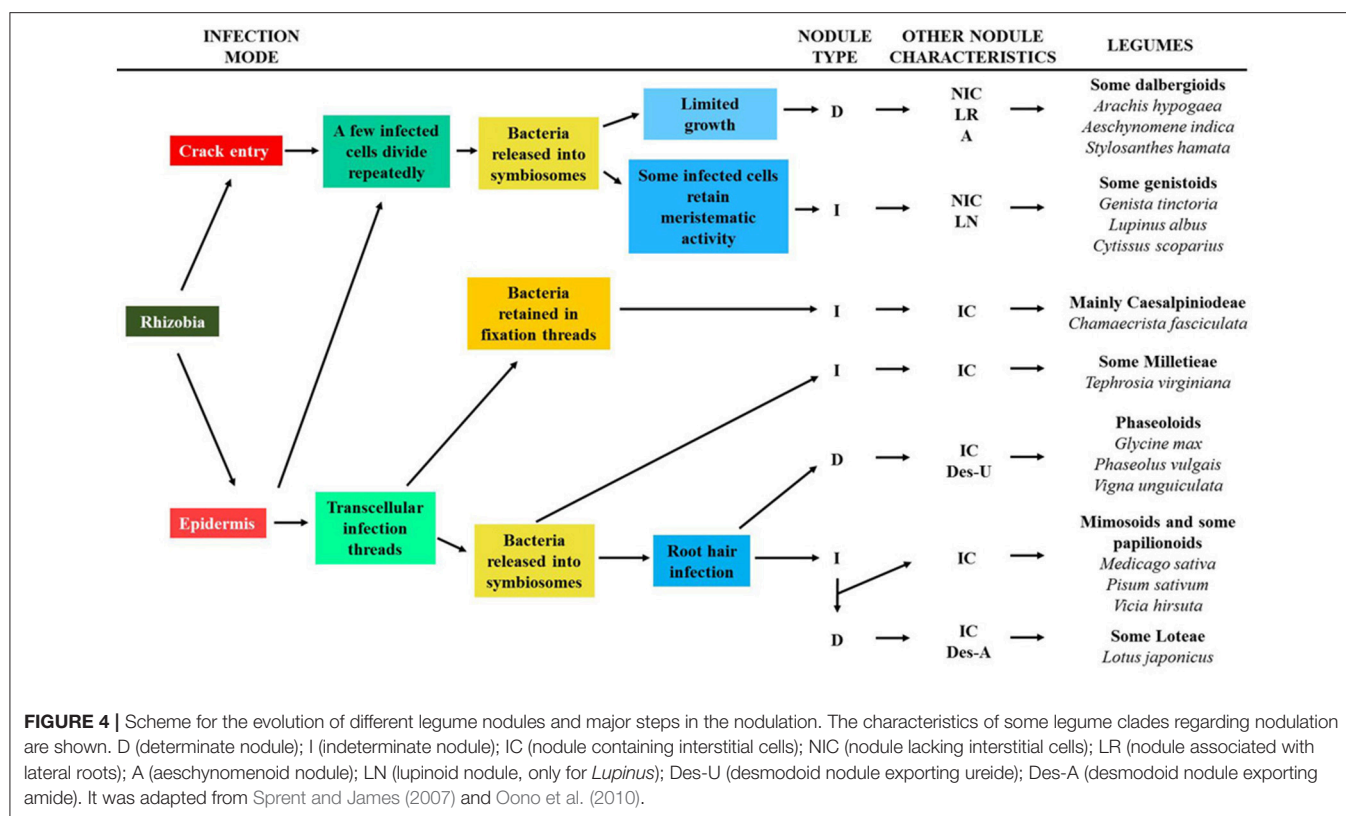 INFECTION
MODE
NODULE
TYPE
OTHER NODULE
CHARACTERISTICS
LEGUMES
Rhizobia
Crack entry
A few infected
cells divide
repeatedly
Bacteria
released into
symbiosomes
Limited
growth
D
NIC
LR
A
Some dalbergioids
Arachis hypogaea
Aeschynomene indica
Stylosanthes hamata
Some infected cells
retain
meristematic
activity
I
NIC
LN
Some genistoids
Genista tinctoria
Lupinus albus
Cytissus scoparius
Bacteria
retained in
fixation threads
I
IC
Mainly Caesalpiniodeae
Chamaecrista fasciculata
I
IC
Some Milletieae
Tephrosia virginiana
Epidermis
Transcellular
infection
threads
Bacteria
released into
symbiosomes
Root hair
infection
D
IC
Des-U
Phaseoloids
Glycine max
Phaseolus vulgais
Vigna unguiculata
I
IC
Mimosoids and some
papilionoids
Medicago sativa
Pisum sativum
Vicia hirsuta
D
IC
Des-A
Some Loteae
Lotus japonicus
FIGURE 4 | Scheme for the evolution of different legume nodules and major steps in the nodulation. The characteristics of some legume clades regarding nodulation
are shown. D (determinate nodule); I (indeterminate nodule); IC (nodule containing interstitial cells); NIC (nodule lacking interstitial cells); LR (nodule associated with
lateral roots); A (aeschynomenoid nodule); LN (lupinoid nodule, only for Lupinus); Des-U (desmodoid nodule exporting ureide); Des-A (desmodoid nodule exporting
amide). It was adapted from Sprent and James (2007) and Oono et al. (2010).